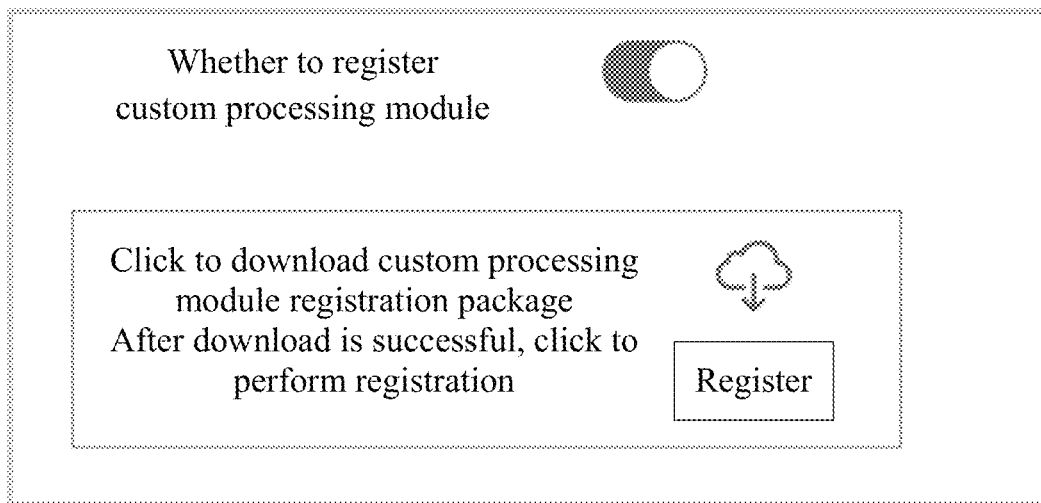 Whether to register
custom processing module
Click to download custom processing
module registration package
After download is successful, click to
perform registration
Register